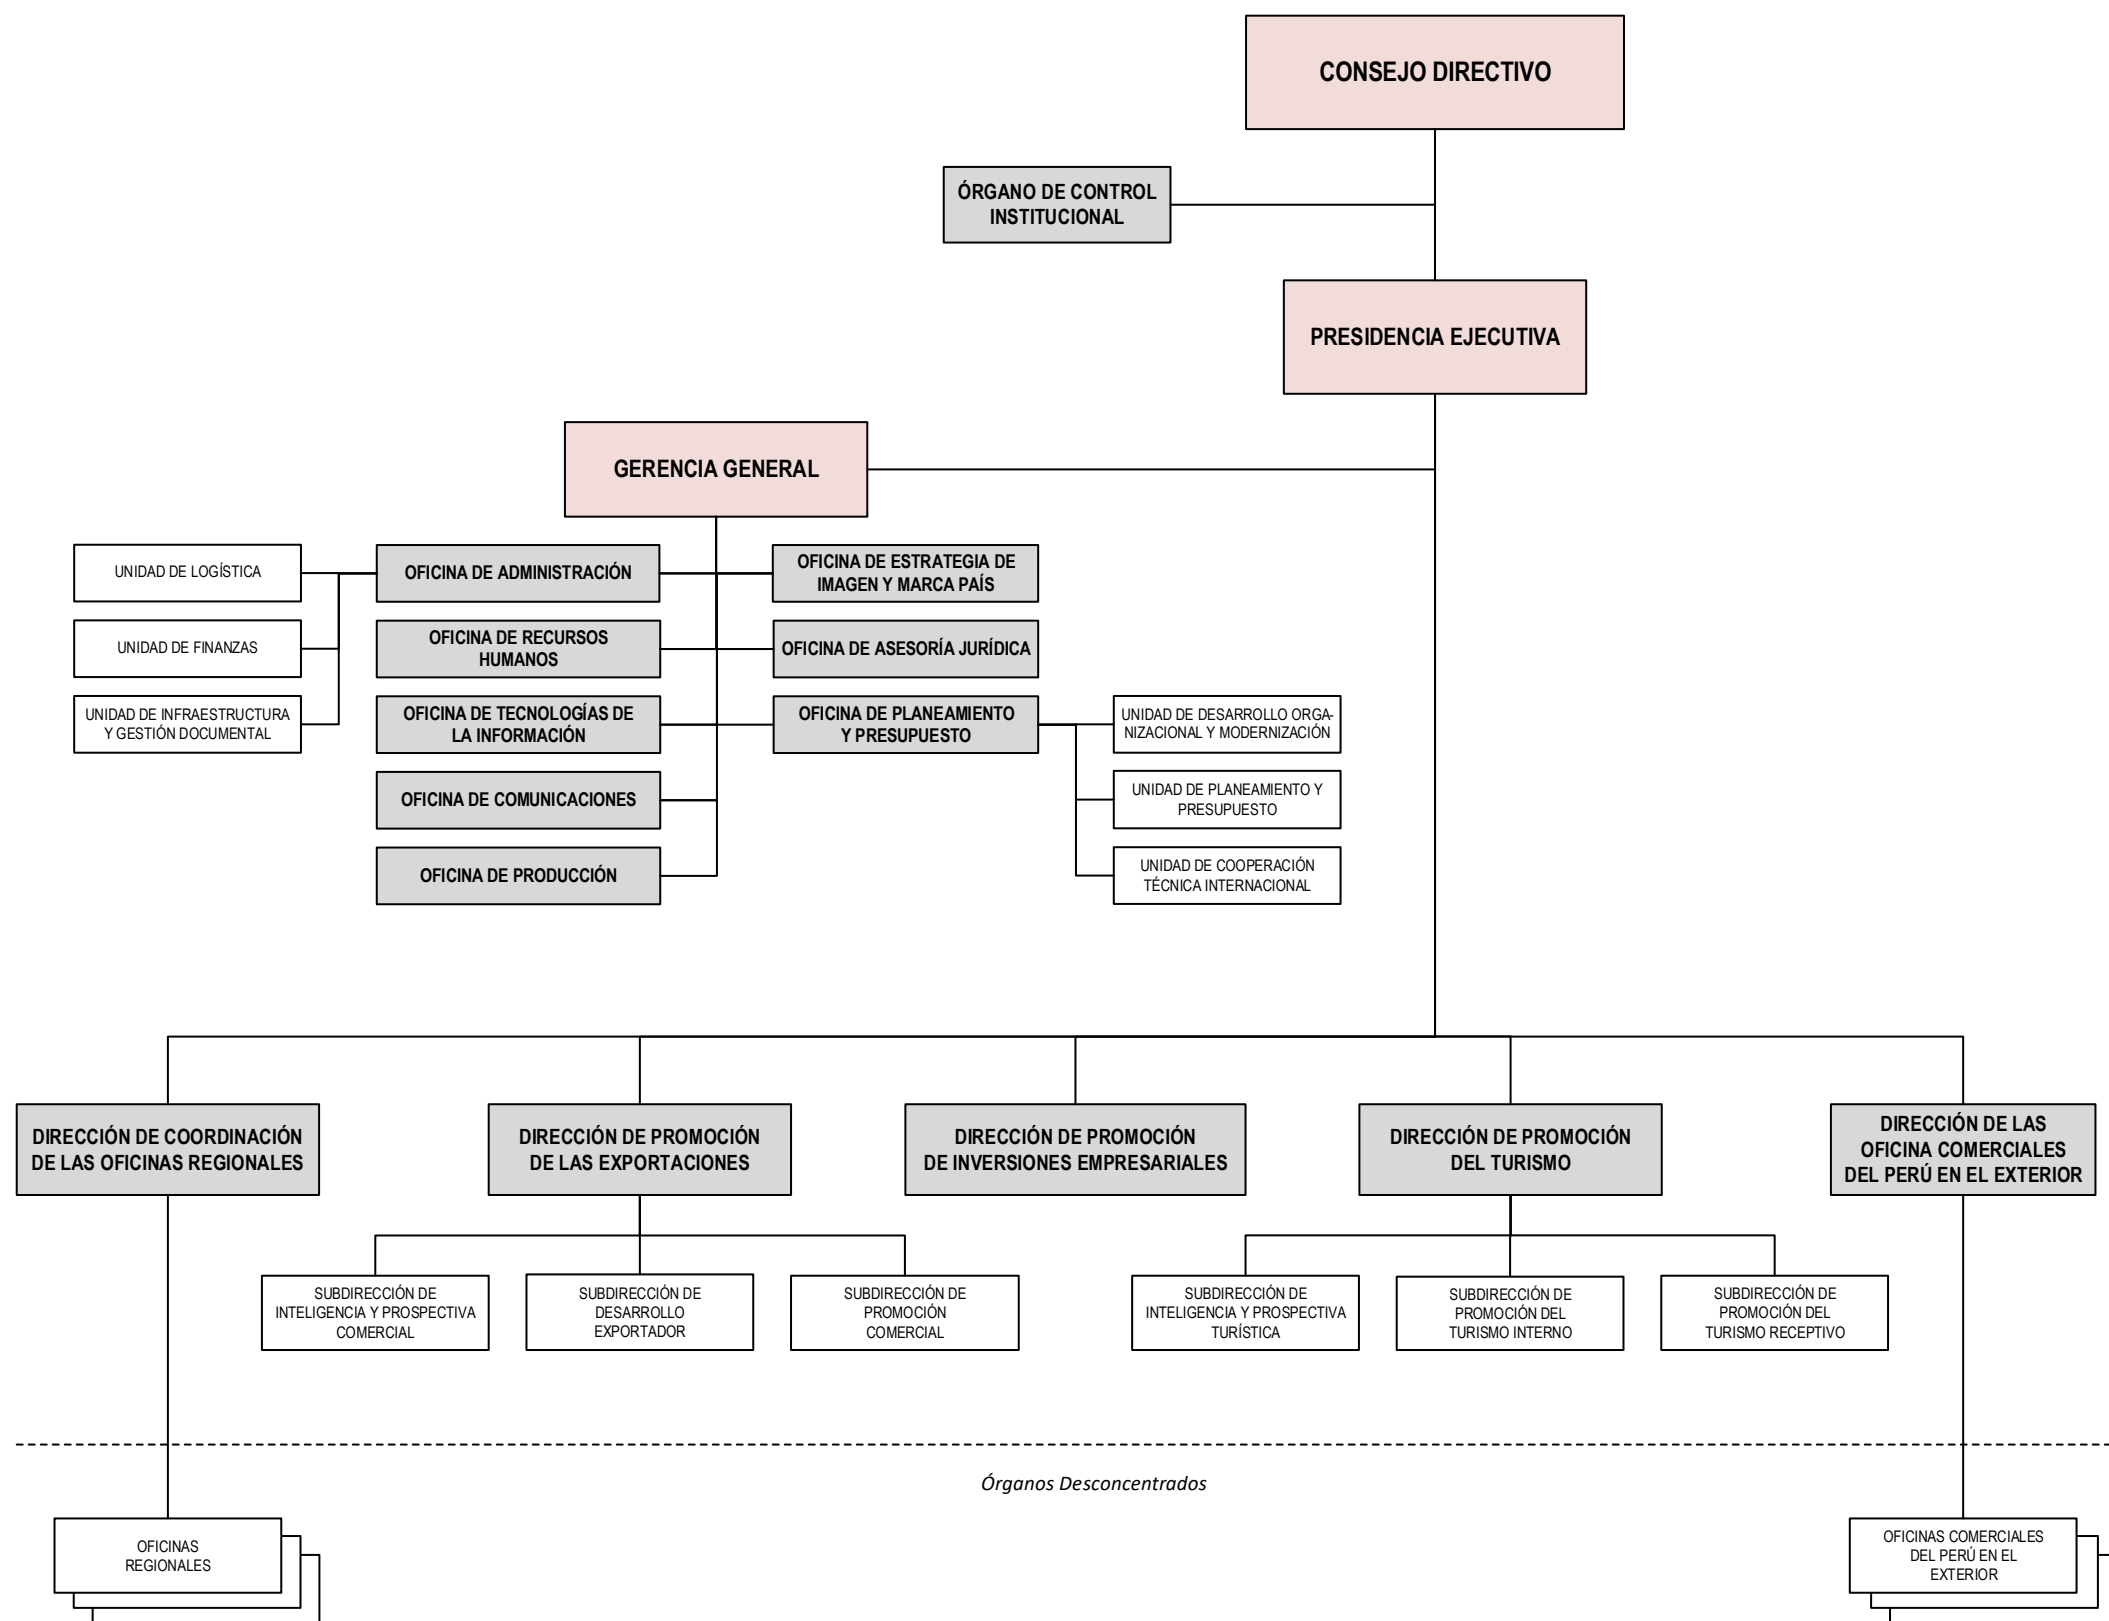 CONSEJO DIRECTIVO
ÓRGANO DE CONTROL
INSTITUCIONAL
PRESIDENCIA EJECUTIVA
GERENCIA GENERAL
UNIDAD DE LOGÍSTICA
OFICINA DE ADMINISTRACIÓN
OFICINA DE ESTRATEGIA DE
IMAGEN Y MARCA PAÍS
UNIDAD DE FINANZAS
OFICINA DE RECURSOS
HUMANOS
OFICINA DE ASESORÍA JURÍDICA
UNIDAD DE INFRAESTRUCTURA
Y GESTIÓN DOCUMENTAL
OFICINA DE TECNOLOGÍAS DE
LA INFORMACIÓN
OFICINA DE PLANEAMIENTO
Y PRESUPUESTO
UNIDAD DE DESARROLLO ORGA-
NIZACIONAL Y MODERNIZACIÓN
OFICINA DE COMUNICACIONES
UNIDAD DE PLANEAMIENTO Y
PRESUPUESTO
OFICINA DE PRODUCCIÓN
UNIDAD DE COOPERACIÓN
TÉCNICA INTERNACIONAL
DIRECCIÓN DE COORDINACIÓN
DE LAS OFICINAS REGIONALES
DIRECCIÓN DE PROMOCIÓN
DE LAS EXPORTACIONES
DIRECCIÓN DE PROMOCIÓN
DE INVERSIONES EMPRESARIALES
DIRECCIÓN DE PROMOCIÓN
DEL TURISMO
DIRECCIÓN DE LAS
OFICINA COMERCIALES
DEL PERÚ EN EL EXTERIOR
SUBDIRECCIÓN DE
INTELIGENCIA Y PROSPECTIVA
COMERCIAL
SUBDIRECCIÓN DE
DESARROLLO
EXPORTADOR
SUBDIRECCIÓN DE
PROMOCIÓN
COMERCIAL
SUBDIRECCIÓN DE
INTELIGENCIA Y PROSPECTIVA
TURÍSTICA
SUBDIRECCIÓN DE
PROMOCIÓN DEL
TURISMO INTERNO
SUBDIRECCIÓN DE
PROMOCIÓN DEL
TURISMO RECEPTIVO
Órganos Desconcentrados
OFICINAS
REGIONALES
OFICINAS COMERCIALES
DEL PERÚ EN EL
EXTERIOR